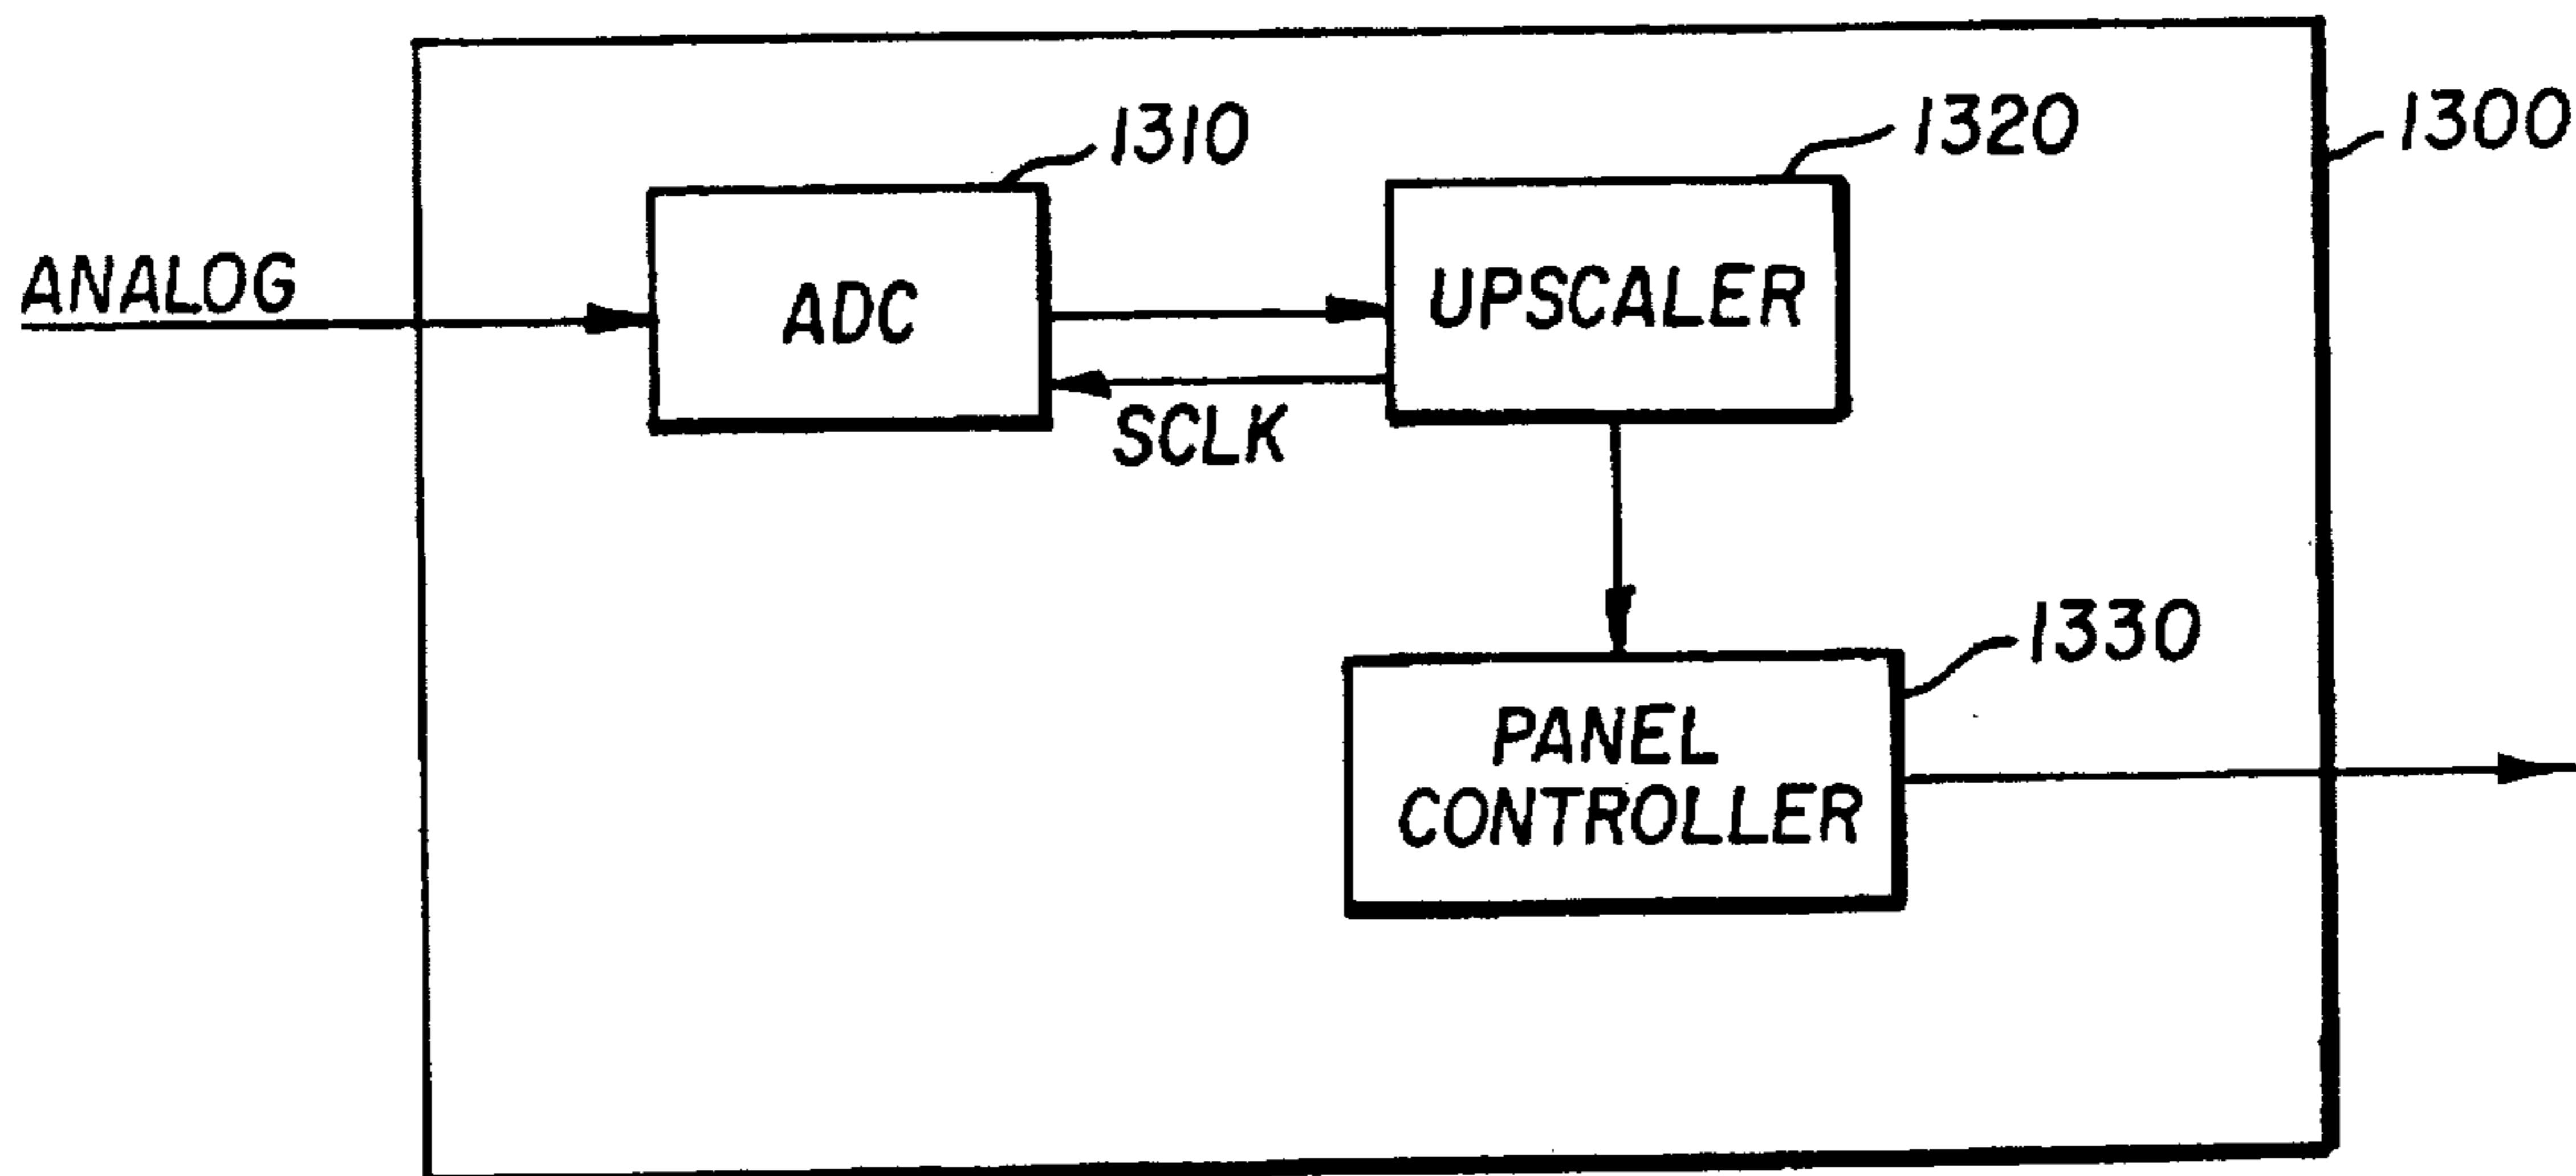 1310
1320
1300
ANALOG
ADC
UPSCALER
SCLK
1330
PANEL
CONTROLLER